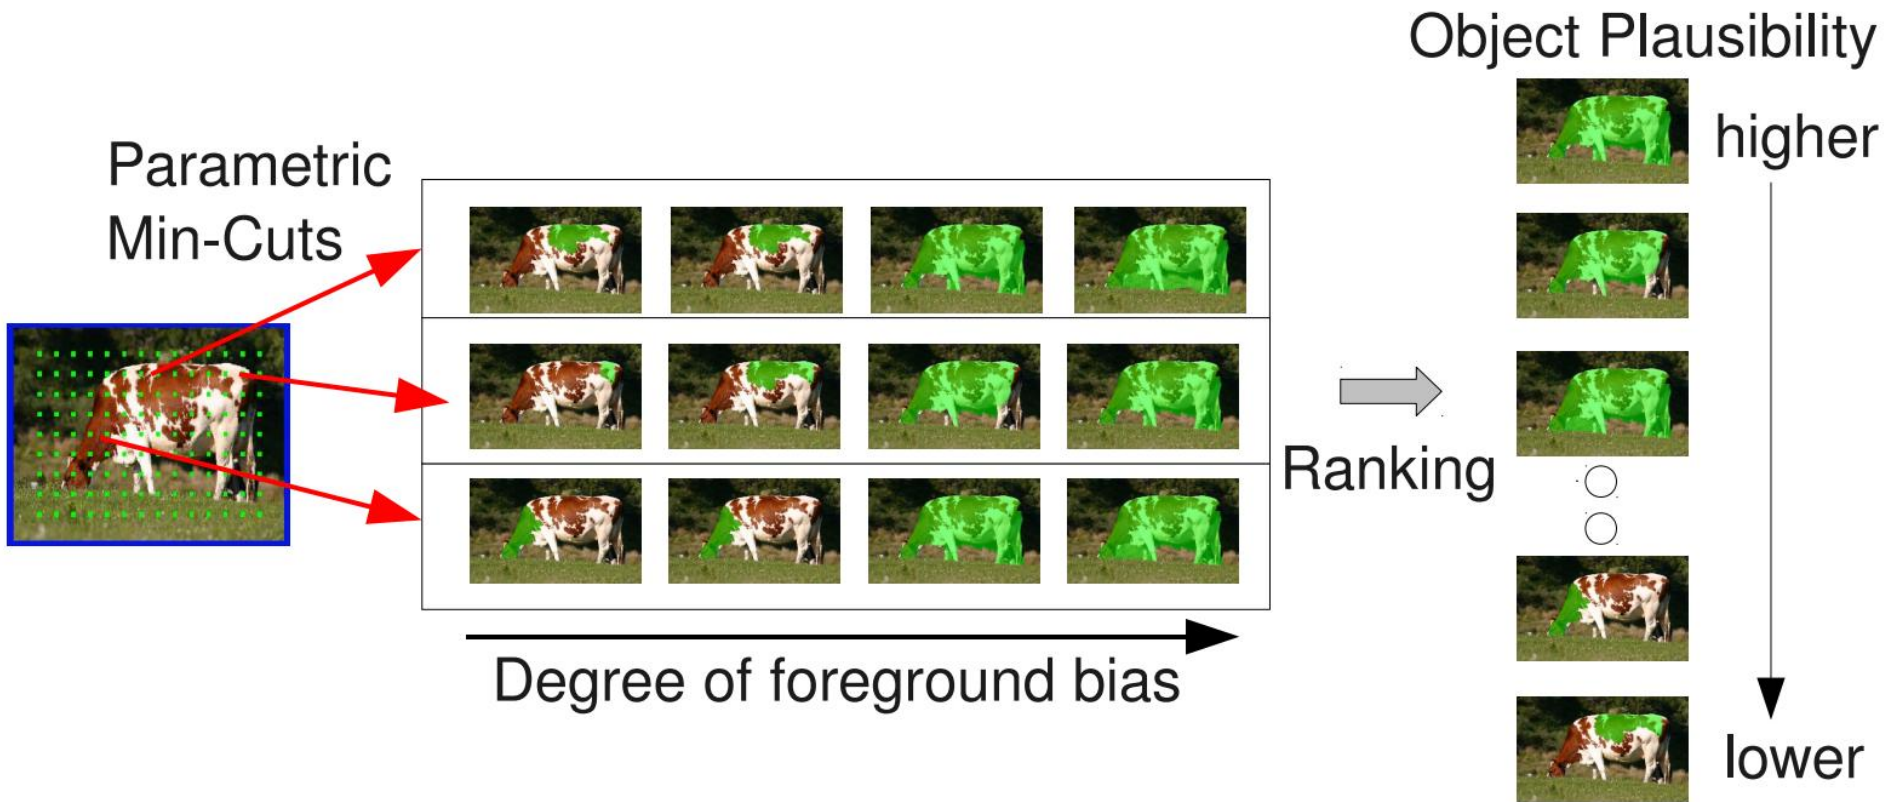 Object Plausibility
higher
Parametric
Min-Cuts
Ranking
Degree of foreground bias
lower